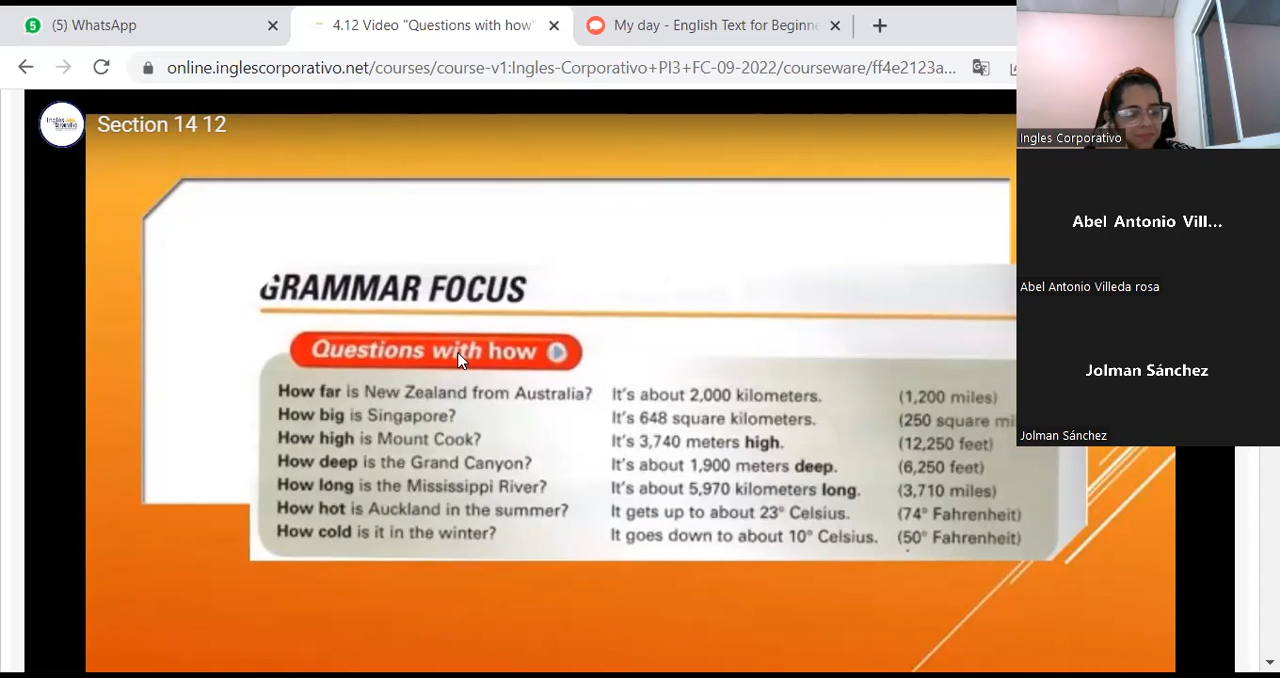 (5) WhatsApp
4.12 Video "Questions with how"
My day - English Text for Beginne
online.inglescorporativo.net/courses/course-v1:Ingles-Corporativo+PI3+FC-09-2022/courseware/ff4e2123a...
Section 14 12
GRAMMAR FOCUS
Questions with how
How far is New Zealand from Australia? It's about 2,000 kilometers. (1,200 miles)
How big is Singapore? It's 648 square kilometers. (250 square mi
How high is Mount Cook? It's 3,740 meters high. (12,250 feet)
How deep is the Grand Canyon? It's about 1,900 meters deep. (6,250 feet)
How long is the Mississippi River? It's about 5,970 kilometers long. (3,710 miles)
How hot is Auckland in the summer? It gets up to about 23° Celsius. (74° Fahrenheit)
How cold is it in the winter? It goes down to about 10° Celsius. (50° Fahrenheit)
Ingles Corporativo
Abel Antonio Vill...
Abel Antonio Villeda rosa
Jolman Sánchez
Jolman Sánchez